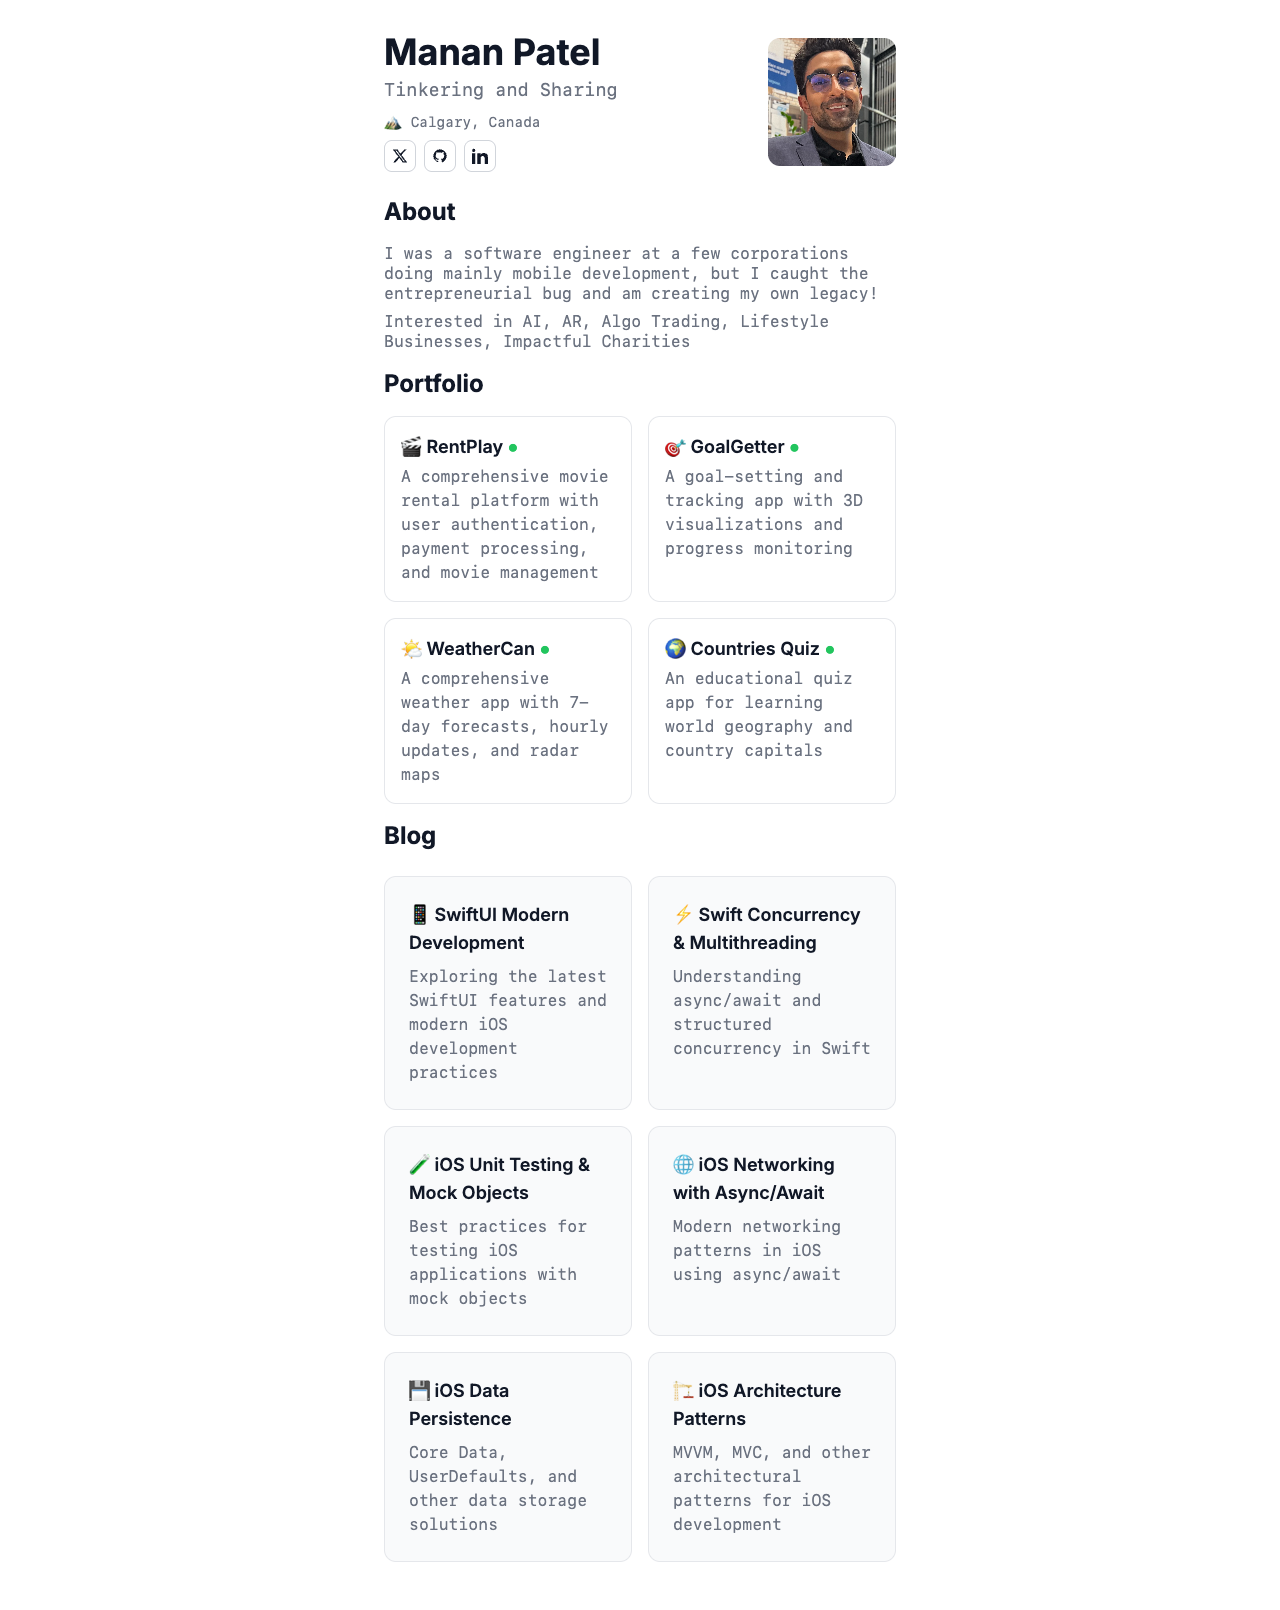 Manan Patel
Tinkering and Sharing
⛰️ Calgary, Canada
About
I was a software engineer at a few corporations
doing mainly mobile development, but I caught the
entrepreneurial bug and am creating my own legacy!
Interested in AI, AR, Algo Trading, Lifestyle
Businesses, Impactful Charities
Portfolio
🎬 RentPlay
A comprehensive movie
rental platform with
user authentication,
payment processing,
and movie management
🎯 GoalGetter
A goal-setting and
tracking app with 3D
visualizations and
progress monitoring
🌤️ WeatherCan
A comprehensive
weather app with 7-
day forecasts, hourly
updates, and radar
maps
🌍 Countries Quiz
An educational quiz
app for learning
world geography and
country capitals
Blog
📱 SwiftUI Modern
Development
Exploring the latest
SwiftUI features and
modern iOS
development
practices
⚡ Swift Concurrency
& Multithreading
Understanding
async/await and
structured
concurrency in Swift
🧪 iOS Unit Testing &
Mock Objects
Best practices for
testing iOS
applications with
mock objects
🌐 iOS Networking
with Async/Await
Modern networking
patterns in iOS
using async/await
💾 iOS Data
Persistence
Core Data,
UserDefaults, and
other data storage
solutions
🏗️ iOS Architecture
Patterns
MVVM, MVC, and other
architectural
patterns for iOS
development